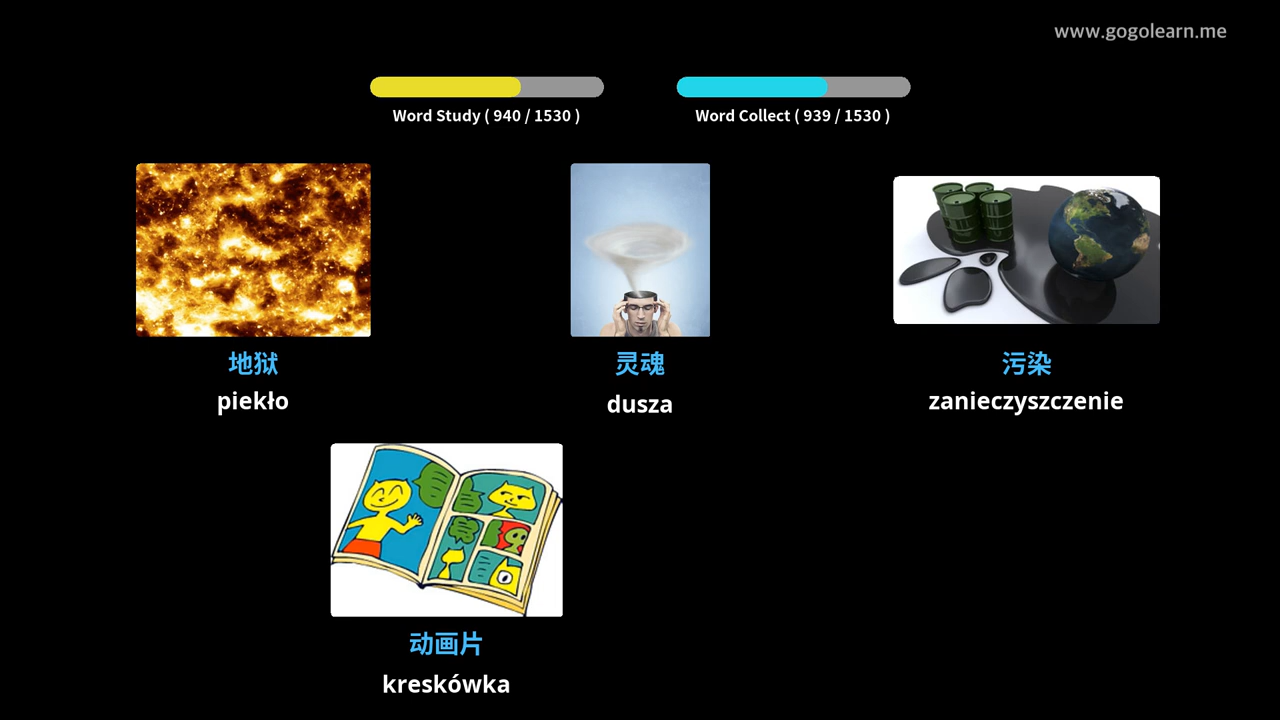 www.gogolearn.me
Word Study ( 940 / 1530 )
Word Collect ( 939 / 1530 )
地狱
piekło
灵魂
dusza
污染
zanieczyszczenie
动画片
kreskówka